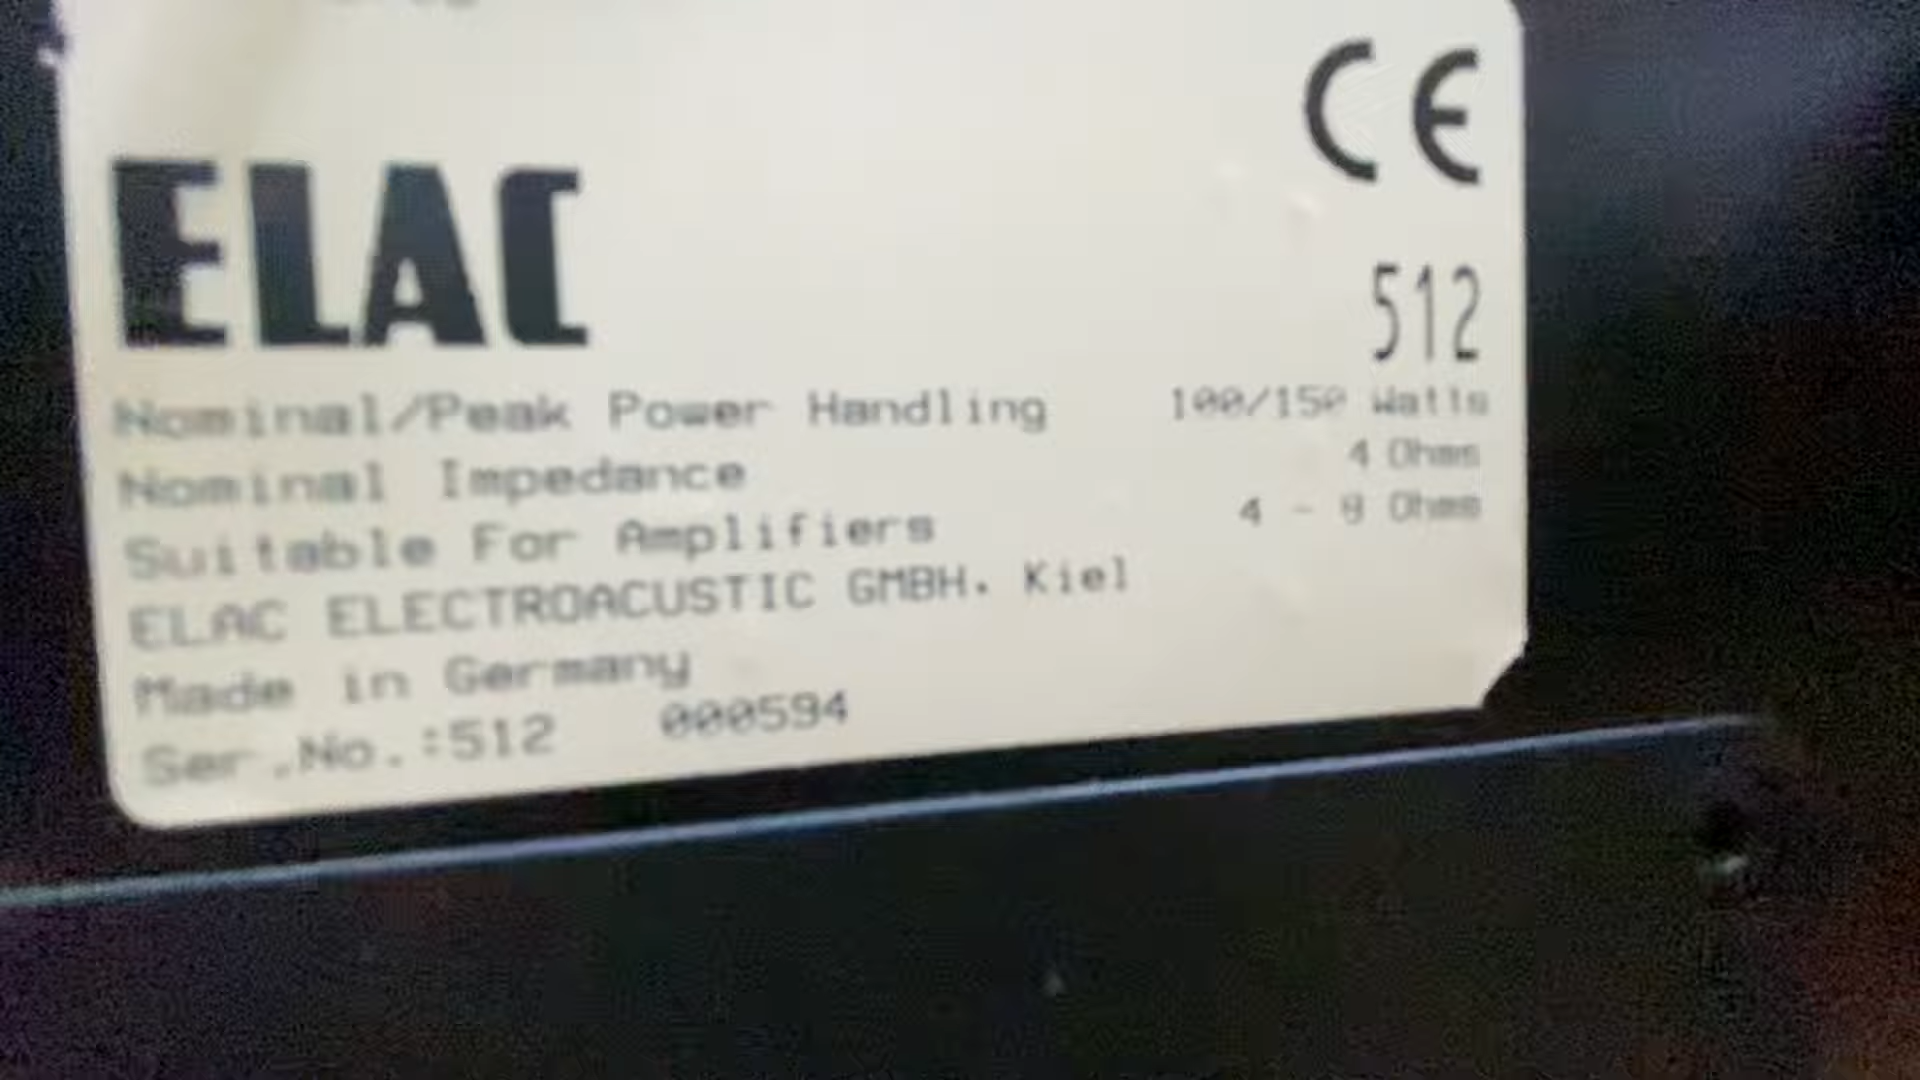 CE
ELAC
512
Nominal/Peak Power Handling 100/150 Watts
Nominal Impedance 4 Ohms
Suitable For Amplifiers 4 - 8 Ohms
ELAC ELECTROACUSTIC GMBH. Kiel
Made in Germany
Ser.No.:512 000594